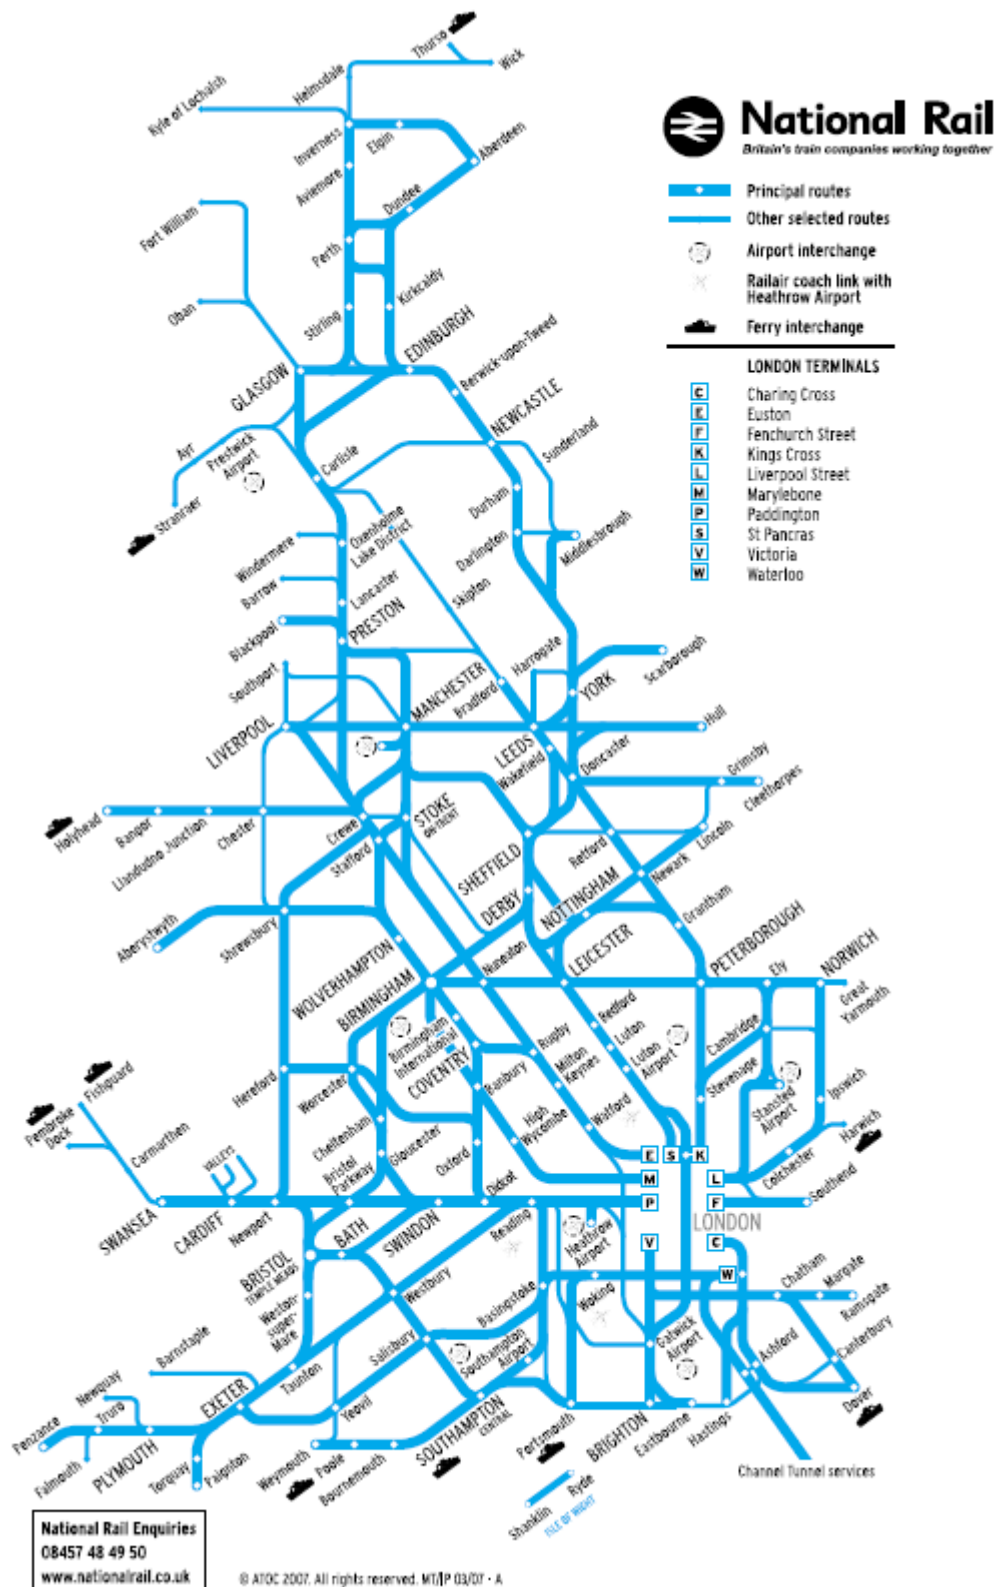 Thurso
Wick
Helmsdale
Kyle of Lochalsh
Inverness
Elgin
Aberdeen
Aviemore
Dundee
Fort William
Perth
Kirkcaldy
Oban
Stirling
EDINBURGH
GLASGOW
Berwick-upon-Tweed
NEWCASTLE
Sunderland
Ayr
Prestwick
Airport
Carlisle
Stranraer
Durham
Oxenholme
Lake District
Windermere
Darlington
Middlesbrough
Barrow
Lancaster
Skipton
Blackpool
PRESTON
Southport
MANCHESTER
Bradford
Harrogate
YORK
Scarborough
LIVERPOOL
LEEDS
Wakefield
Doncaster
Hull
Grimsby
Cleethorpes
Holyhead
Bangor
Llandudno Junction
Chester
Crewe
Stafford
STOKE
ON TRENT
SHEFFIELD
Retford
Lincoln
Newark
DERBY
NOTTINGHAM
Grantham
Aberystwyth
Shrewsbury
WOLVERHAMPTON
Nuneaton
LEICESTER
PETERBOROUGH
Ely
NORWICH
Great
Yarmouth
BIRMINGHAM
Birmingham
International
COVENTRY
Rugby
Redford
Luton
Luton
Airport
Cambridge
Stevenage
Stansted
Airport
Ipswich
Harwich
Hereford
Worcester
Banbury
Milton
Keynes
Watford
High
Wycombe
Cheltenham
Gloucester
Oxford
Colchester
Southend
Fishguard
Pembroke
Dock
Carmarthen
VALLEYS
Bristol
Parkway
Didcot
E
S
K
M
L
P
F
V
C
W
LONDON
SWANSEA
CARDIFF
Newport
BATH
SWINDON
Reading
Heathrow
Airport
BRISTOL
TEMPLE MEADS
Weston-
super-
Mare
Westbury
Basingstoke
Woking
Gatwick
Airport
Chatham
Margate
Ramsgate
Canterbury
Ashford
Dover
Barnstaple
Taunton
Salisbury
Southampton
Airport
Newquay
Truro
Penzance
Falmouth
PLYMOUTH
EXETER
Torquay
Paignton
Yeovil
Weymouth
Poole
Bournemouth
SOUTHAMPTON
CENTRAL
Portsmouth
BRIGHTON
Eastbourne
Hastings
Channel Tunnel services
Shanklin
Ryde
ISLE OF WIGHT
National Rail
Britain's train companies working together
Principal routes
Other selected routes
Airport interchange
Railair coach link with
Heathrow Airport
Ferry interchange
LONDON TERMINALS
C Charing Cross
E Euston
F Fenchurch Street
K Kings Cross
L Liverpool Street
M Marylebone
P Paddington
S St Pancras
V Victoria
W Waterloo
National Rail Enquiries
08457 48 49 50
www.nationalrail.co.uk
© ATOC 2007. All rights reserved. MT/JP 03/07 - A